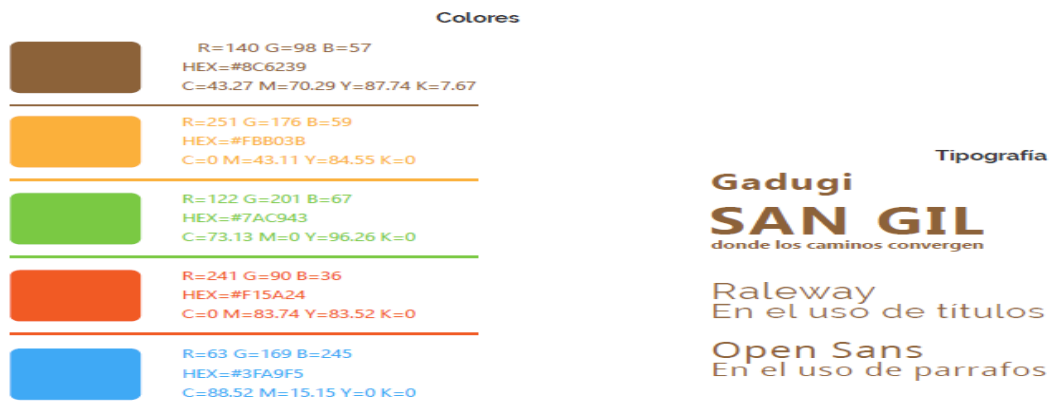 Colores
R=140 G=98 B=57
HEX=#8C6239
C=43.27 M=70.29 Y=87.74 K=7.67
R=251 G=176 B=59
HEX=#FBB03B
C=0 M=43.11 Y=84.55 K=0
R=122 G=201 B=67
HEX=#7AC943
C=73.13 M=0 Y=96.26 K=0
R=241 G=90 B=36
HEX=#F15A24
C=0 M=83.74 Y=83.52 K=0
R=63 G=169 B=245
HEX=#3FA9F5
C=88.52 M=15.15 Y=0 K=0
Tipografía
Gadugi
SAN GIL
donde los caminos convergen
Raleway
En el uso de títulos
Open Sans
En el uso de parrafos